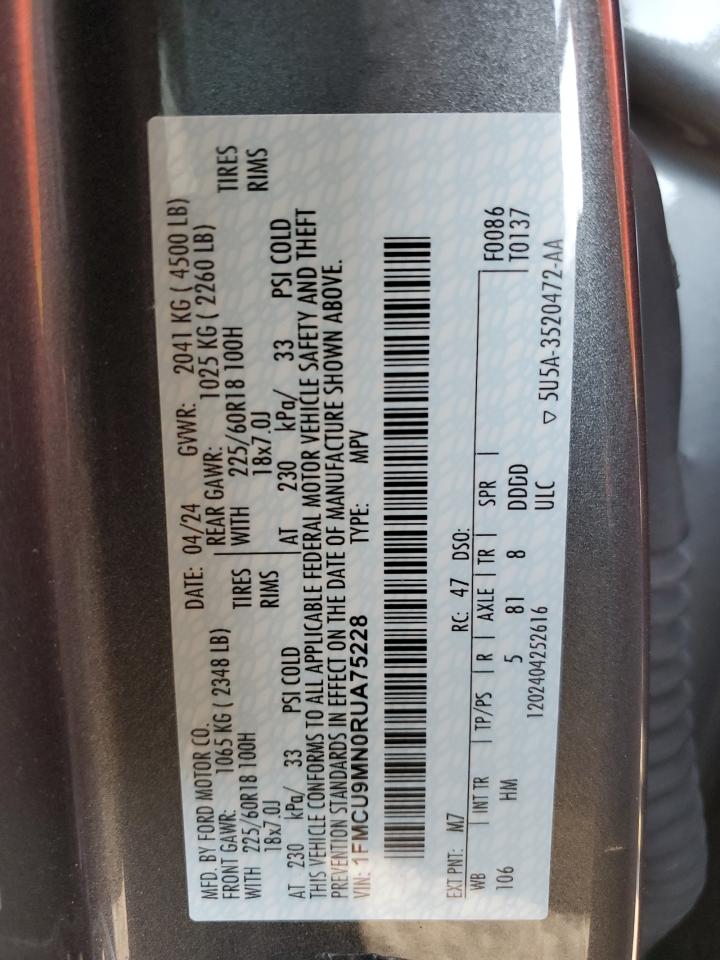 MFD. BY FORD MOTOR CO.
DATE: 04/24 GVWR: 2041 KG ( 4500 LB)
FRONT GAWR: 1065 KG ( 2348 LB) REAR GAWR: 1025 KG ( 2260 LB)
WITH 225/60R18 100H TIRES WITH 225/60R18 100H TIRES
18x7.0J RIMS 18x7.0J RIMS
AT 230 kPa/ 33 PSI COLD AT 230 kPa/ 33 PSI COLD
THIS VEHICLE CONFORMS TO ALL APPLICABLE FEDERAL MOTOR VEHICLE SAFETY AND THEFT
PREVENTION STANDARDS IN EFFECT ON THE DATE OF MANUFACTURE SHOWN ABOVE.
VIN: 1FMCU9MN0RUA75228 TYPE: MPV
EXT PNT: M7 RC: 47 DSO:
WB INT TR TP/PS R AXLE TR SPR F0086
106 HM 5 81 8 DDGD T0137
1202404252616 ULC ▽ 5U5A-3520472-AA